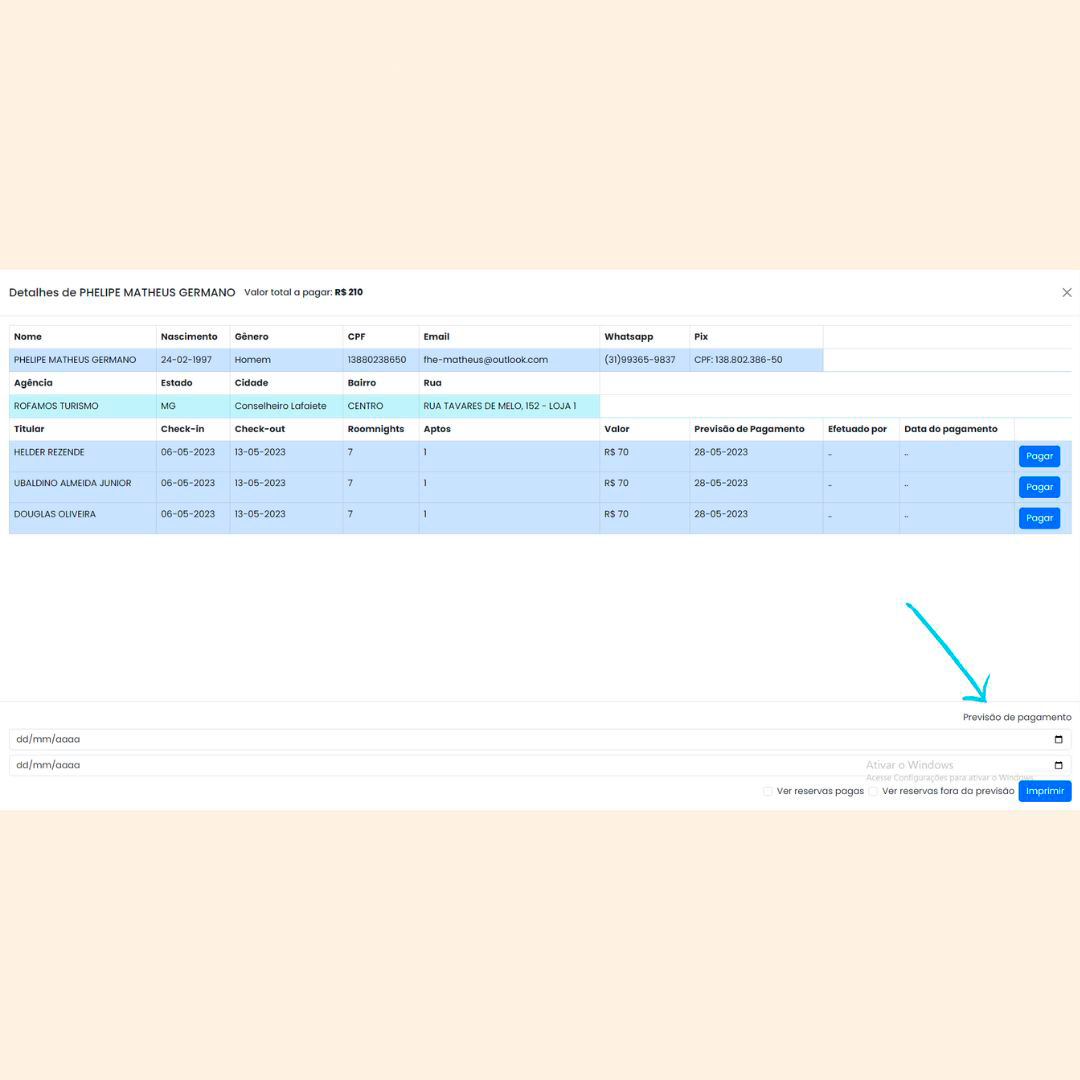 Detalhes de PHELIPE MATHEUS GERMANO Valor total a pagar: R$ 210
Nome Nascimento Gênero CPF Email Whatsapp Pix
PHELIPE MATHEUS GERMANO 24-02-1997 Homem 13880238650 fhe-matheus@outlook.com (31)99365-9837 CPF: 138.802.386-50
Agência Estado Cidade Bairro Rua
ROFAMOS TURISMO MG Conselheiro Lafaiete CENTRO RUA TAVARES DE MELO, 152 - LOJA 1
Titular Check-in Check-out Roomnights Aptos Valor Previsão de Pagamento Efetuado por Data do pagamento
HELDER REZENDE 06-05-2023 13-05-2023 7 1 R$ 70 28-05-2023 .. .. Pagar
UBALDINO ALMEIDA JUNIOR 06-05-2023 13-05-2023 7 1 R$ 70 28-05-2023 .. .. Pagar
DOUGLAS OLIVEIRA 06-05-2023 13-05-2023 7 1 R$ 70 28-05-2023 .. .. Pagar
Previsão de pagamento
dd/mm/aaaa
dd/mm/aaaa
Ativar o Windows
Acesse Configurações para ativar o Windows.
Ver reservas pagas Ver reservas fora da previsão Imprimir